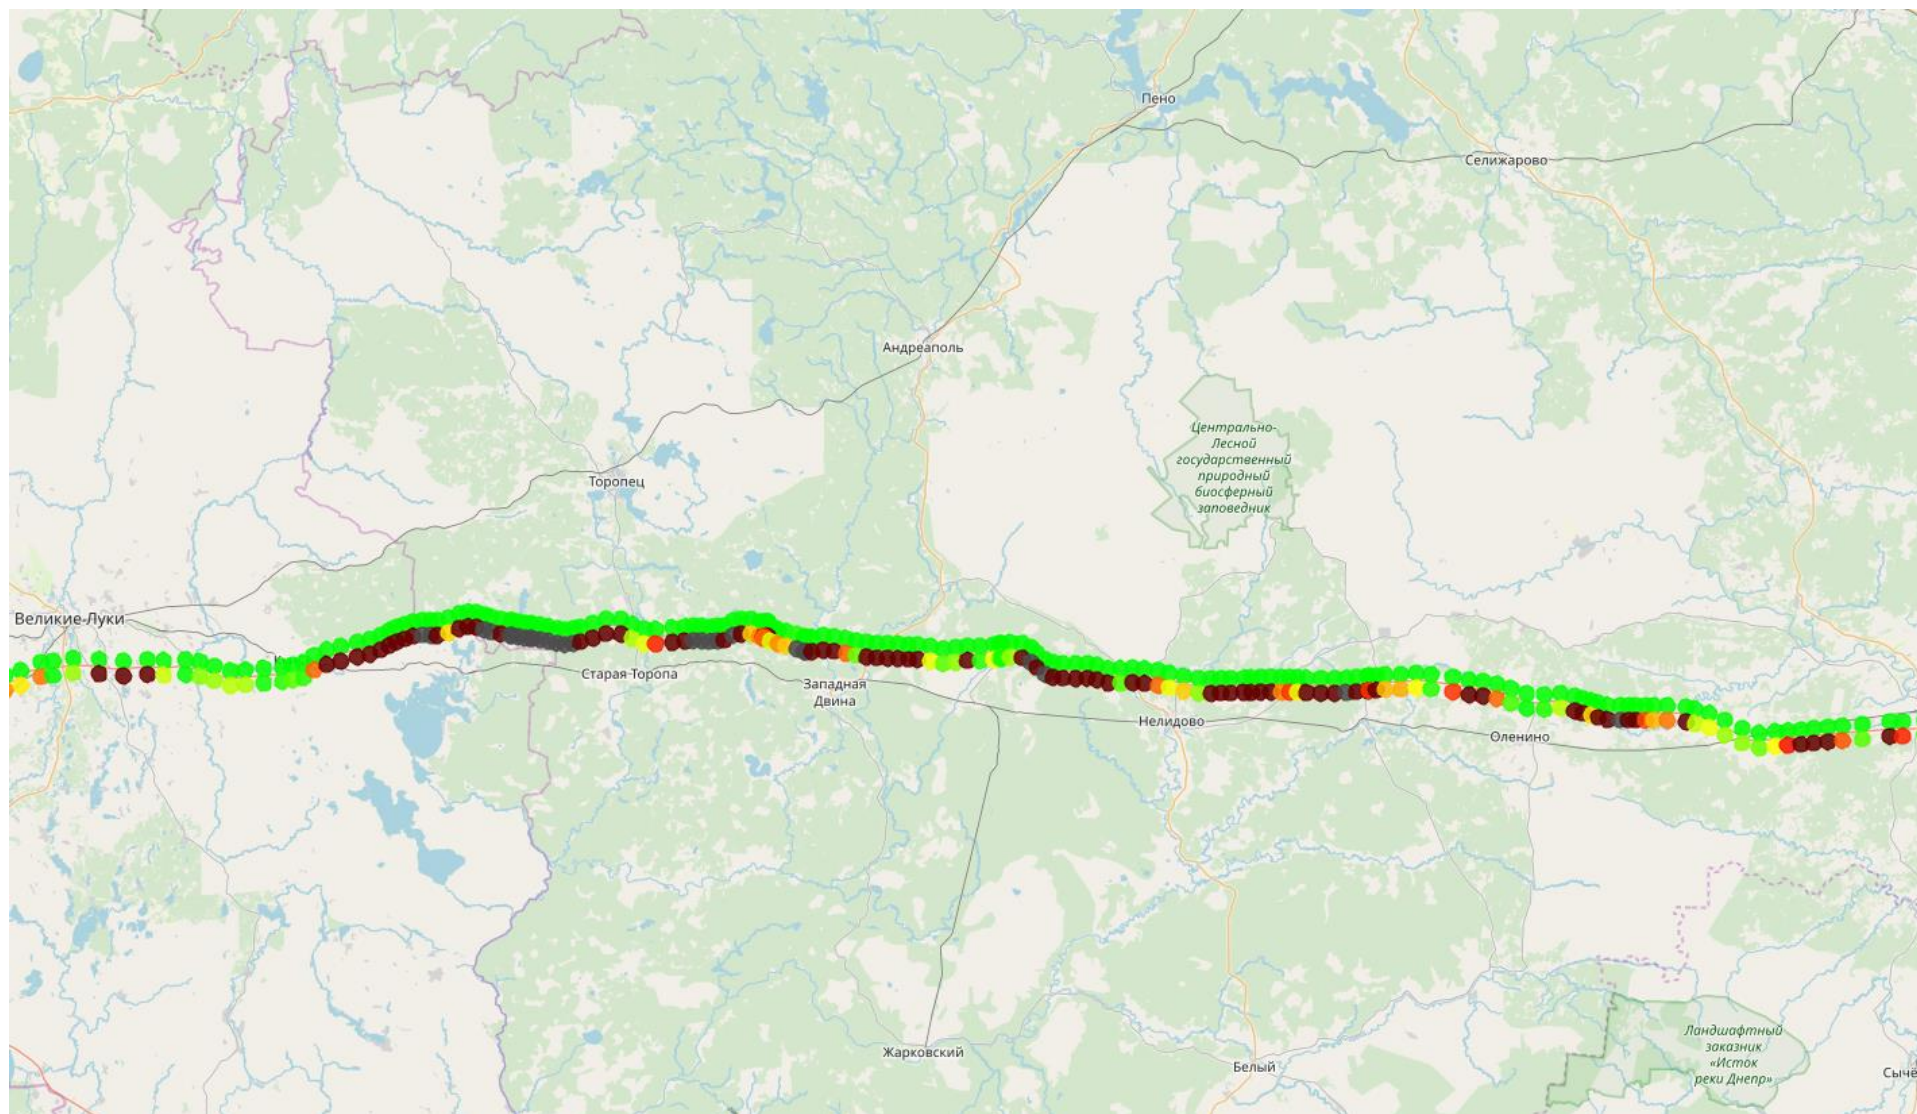 Пено
Селижарово
Андреаполь
Центрально-
Лесной
государственный
природный
биосферный
заповедник
Торопец
Великие Луки
Старая Торопа
Западная
Двина
Нелидово
Оленино
Жарковский
Белый
Ландшафтный
заказник
«Исток
реки Днепр»
Сычё